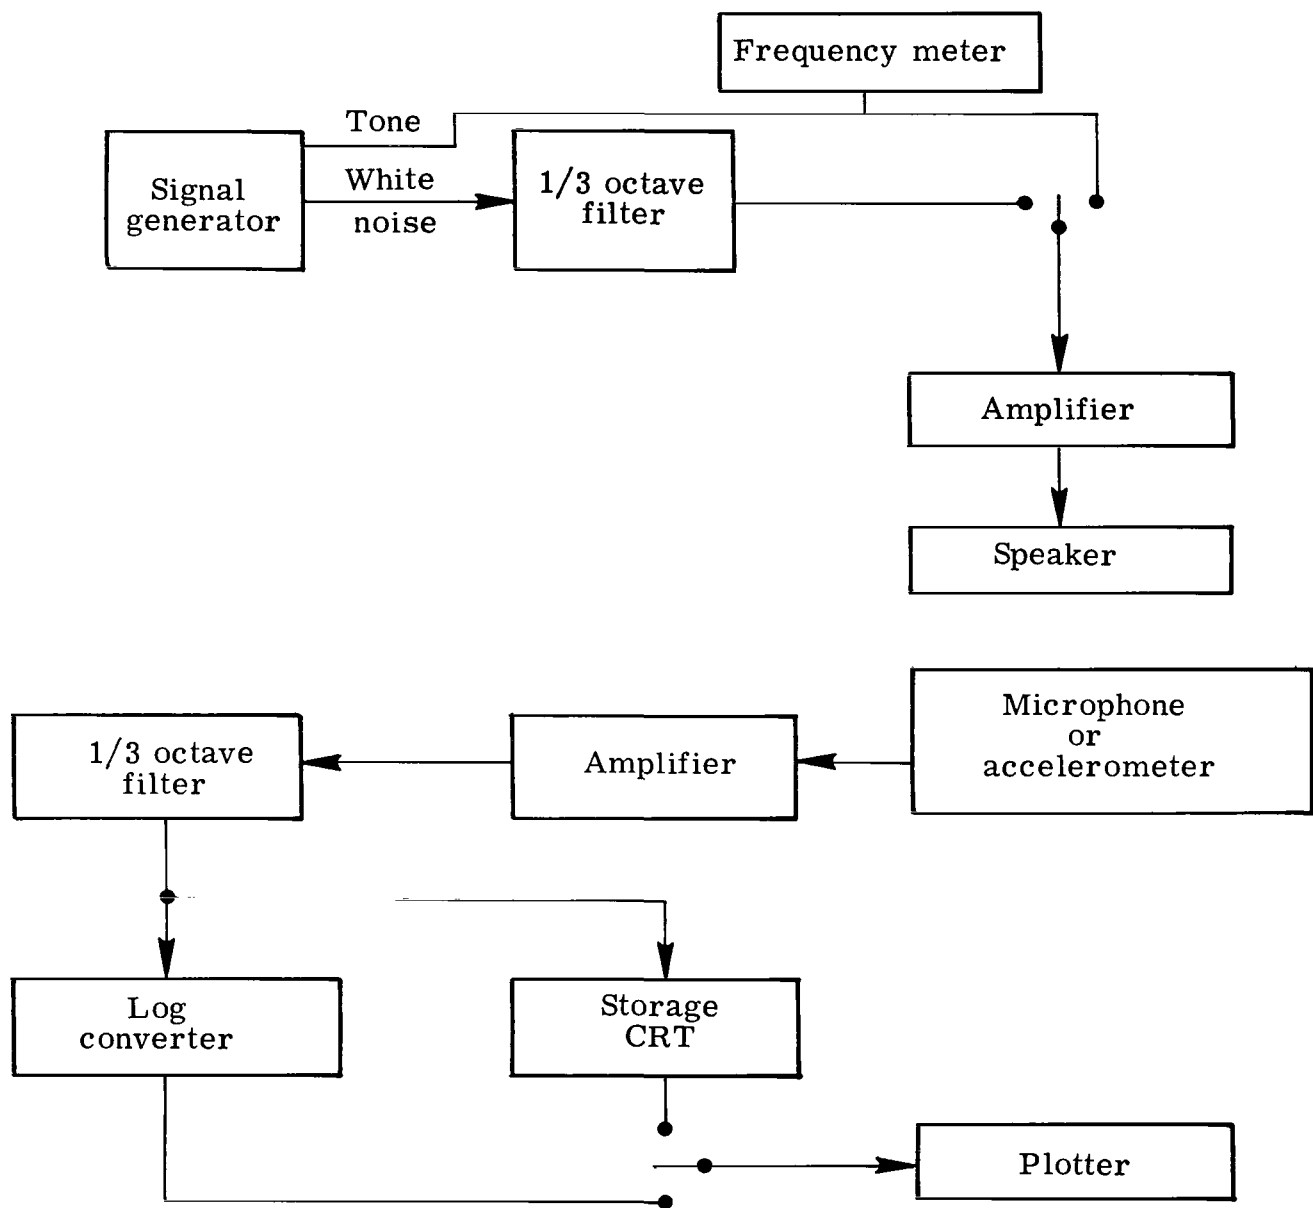 Frequency meter
Tone
Signal
generator
White
noise
1/3 octave
filter
Amplifier
Speaker
Microphone
or
accelerometer
Amplifier
1/3 octave
filter
Log
converter
Storage
CRT
Plotter